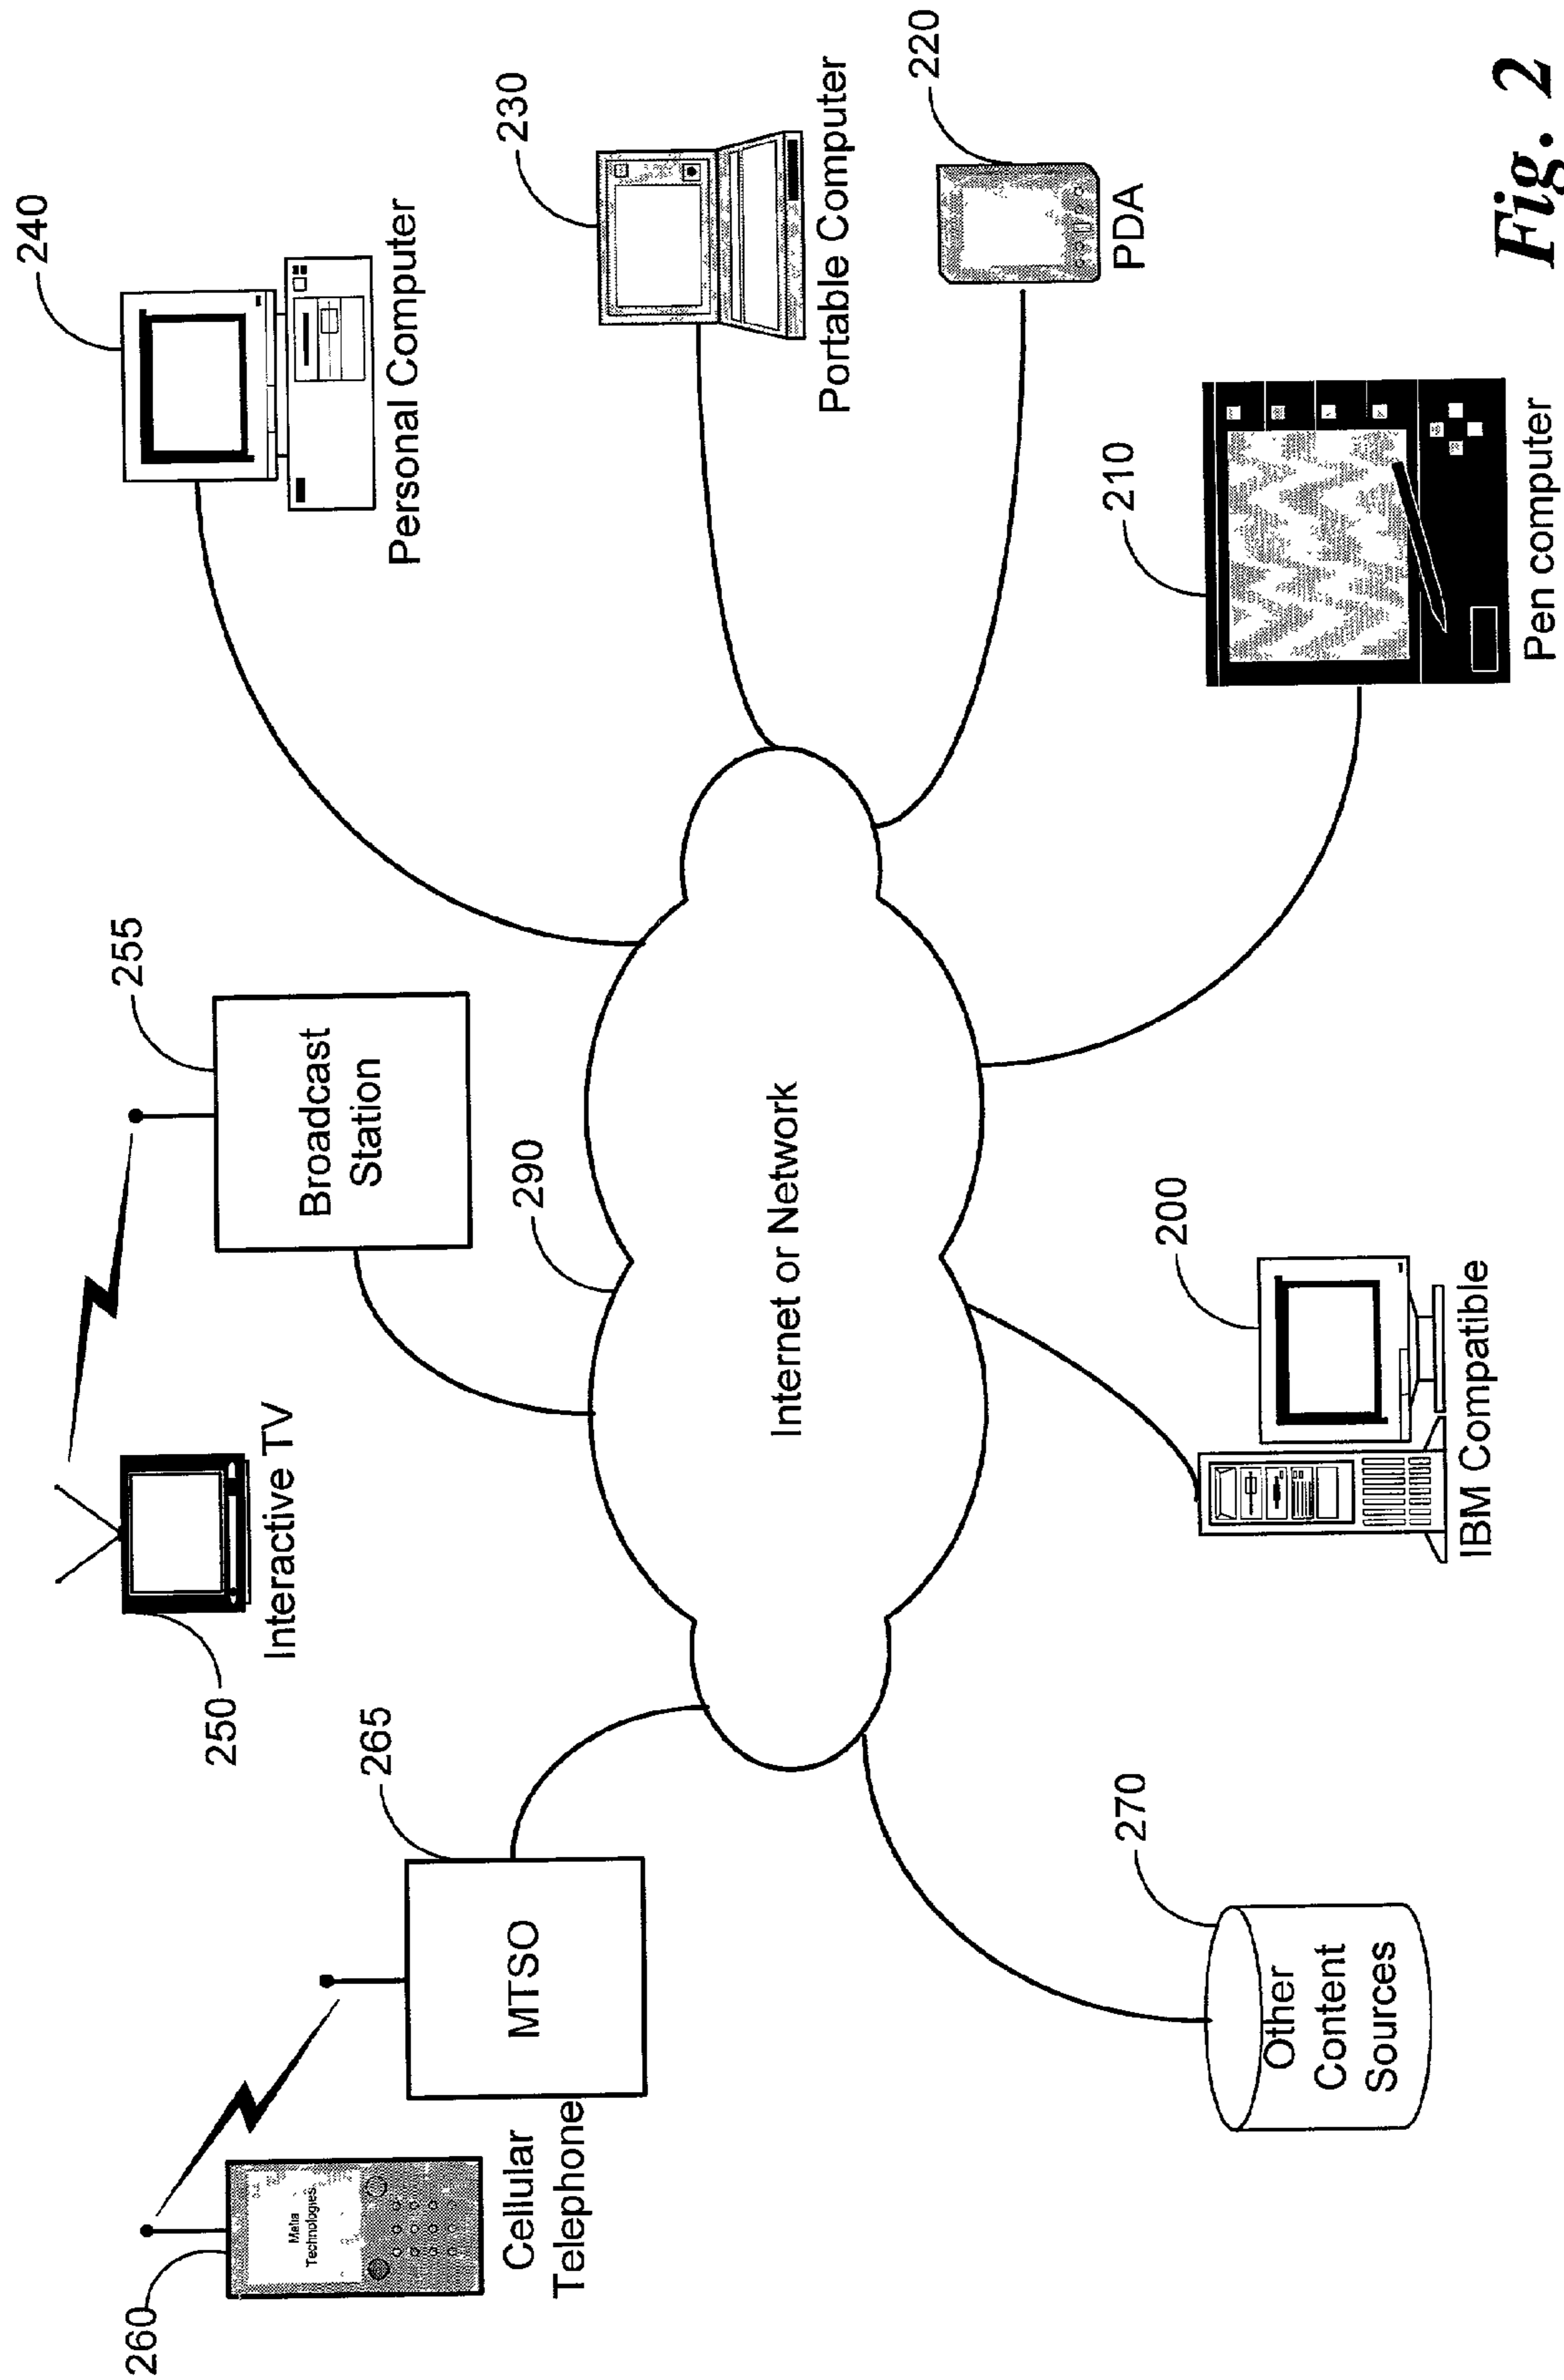 260
Melia
Technologies
Cellular
Telephone
MTSO
265
250
Interactive TV
Broadcast
Station
255
240
Personal Computer
230
Portable Computer
220
PDA
210
Pen computer
290
Internet or Network
200
IBM Compatible
270
Other
Content
Sources
Fig. 2